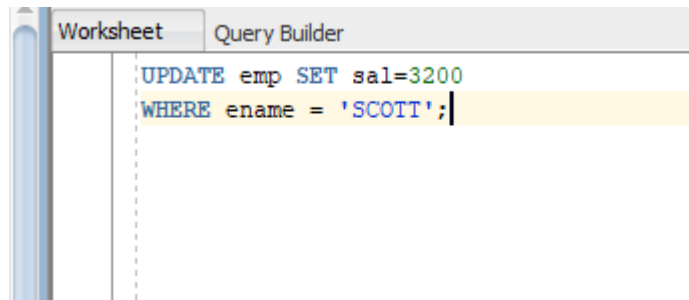 Worksheet Query Builder
UPDATE emp SET sal=3200
WHERE ename = 'SCOTT';